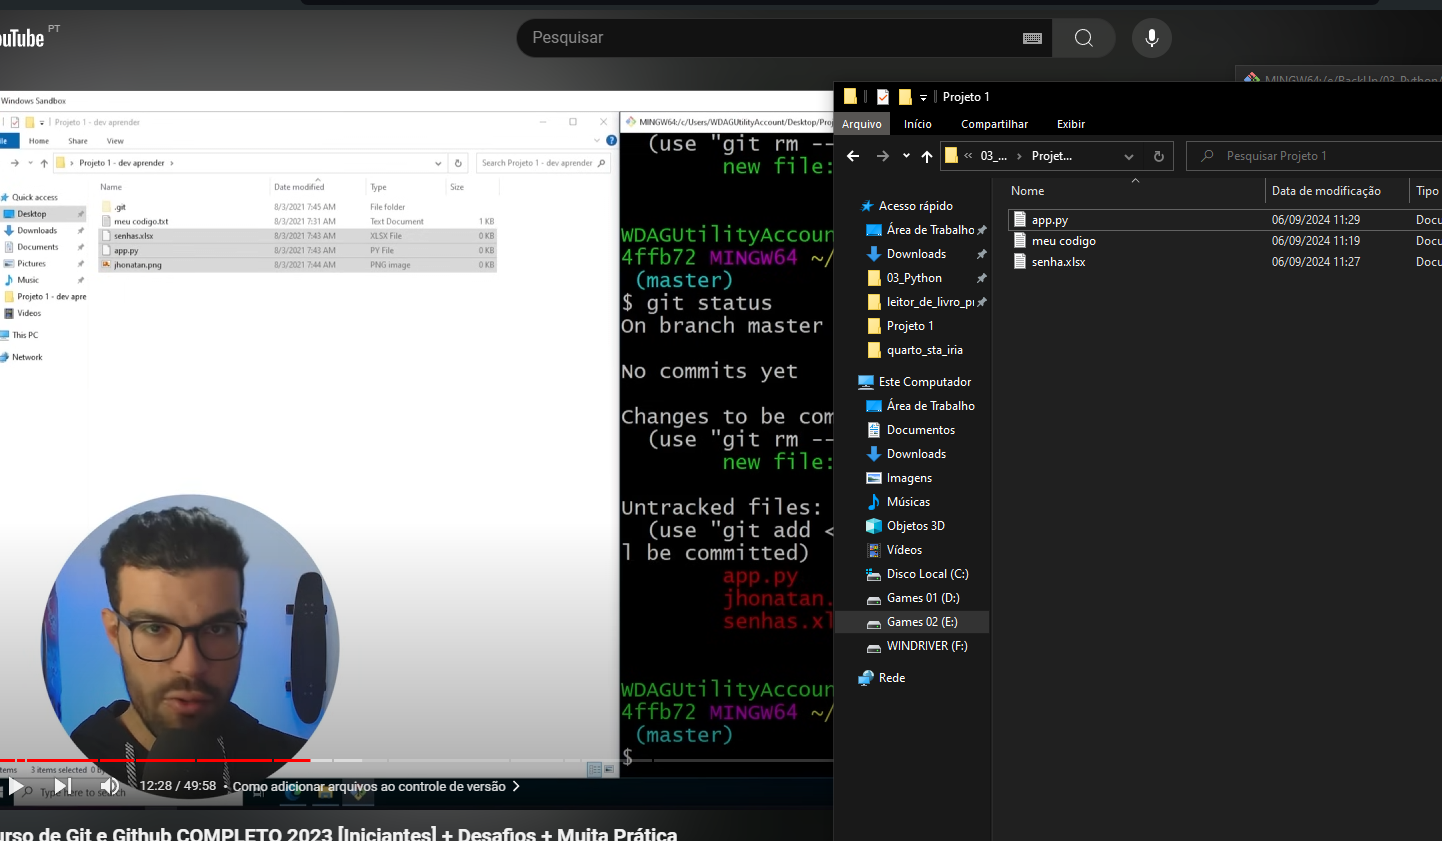 YouTube PT
Pesquisar
MINGW64:/e/BackUp/03_Python/
Windows Sandbox
Projeto 1 - dev aprender
Home Share View
Projeto 1 - dev aprender
Search Projeto 1 - dev aprender
Name Date modified Type Size
.git 8/3/2021 7:45 AM File folder
meu codigo.txt 8/3/2021 7:31 AM Text Document 1 KB
senhas.xlsx 8/3/2021 7:43 AM XLSX File 0 KB
app.py 8/3/2021 7:43 AM PY File 0 KB
jhonatan.png 8/3/2021 7:44 AM PNG image 0 KB
Quick access
Desktop
Downloads
Documents
Pictures
Music
Projeto 1 - dev apre
Videos
This PC
Network
3 items selected
Type here to search
MINGW64:/c/Users/WDAGUtilityAccount/Desktop/Proj
(use "git rm --
new file:
WDAGUtilityAccoun
4ffb72 MINGW64 ~/
(master)
$ git status
On branch master
No commits yet
Changes to be com
(use "git rm --
new file:
Untracked files:
(use "git add <
l be committed)
app.py
jhonatan.
senhas.xl
WDAGUtilityAccoun
4ffb72 MINGW64 ~/
(master)
$
12:28 / 49:58 • Como adicionar arquivos ao controle de versão
urso de Git e Github COMPLETO 2023 [Iniciantes] + Desafios + Muita Prática
Projeto 1
Arquivo Início Compartilhar Exibir
« 03_... Projet...
Pesquisar Projeto 1
Nome Data de modificação Tipo
app.py 06/09/2024 11:29 Docu
meu codigo 06/09/2024 11:19 Docu
senha.xlsx 06/09/2024 11:27 Docu
Acesso rápido
Área de Trabalho
Downloads
03_Python
leitor_de_livro_pr
Projeto 1
quarto_sta_iria
Este Computador
Área de Trabalho
Documentos
Downloads
Imagens
Músicas
Objetos 3D
Vídeos
Disco Local (C:)
Games 01 (D:)
Games 02 (E:)
WINDRIVER (F:)
Rede